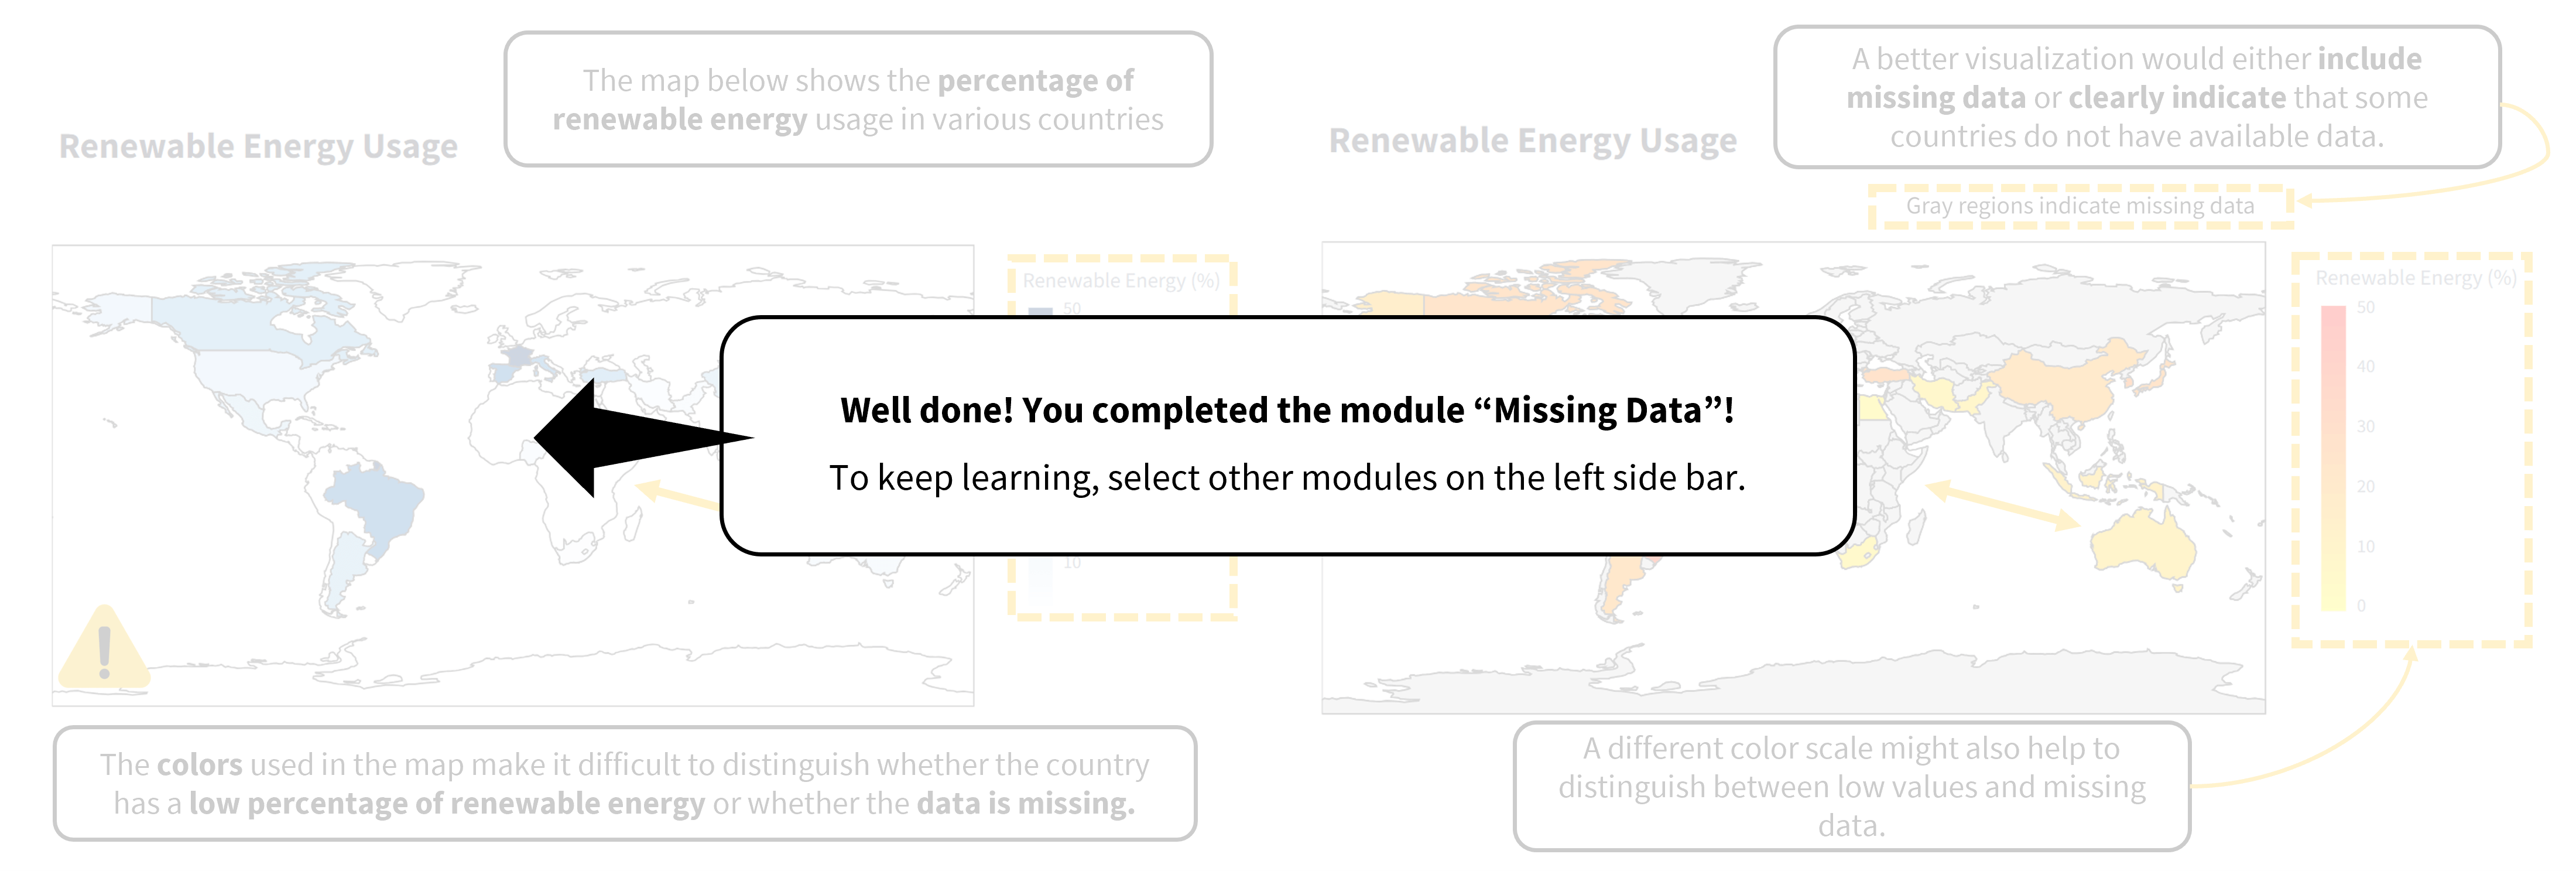 The map below shows the percentage of
renewable energy usage in various countries
Renewable Energy Usage
Renewable Energy (%)
50
10
The colors used in the map make it difficult to distinguish whether the country
has a low percentage of renewable energy or whether the data is missing.
Well done! You completed the module “Missing Data”!
To keep learning, select other modules on the left side bar.
A better visualization would either include
missing data or clearly indicate that some
countries do not have available data.
Renewable Energy Usage
Gray regions indicate missing data
Renewable Energy (%)
50
40
30
20
10
0
A different color scale might also help to
distinguish between low values and missing
data.